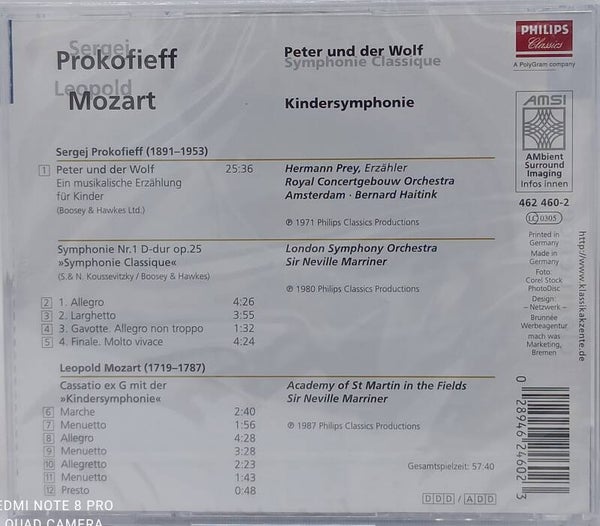 Sergej
Prokofieff
Peter und der Wolf
Symphonie Classique
Leopold
Mozart
Kindersymphonie
PHILIPS
Classics
A PolyGram company
AMSI
AMbient
Surround
Imaging
Infos innen
462 460-2
LC 0305
Printed in
Germany
Made in
Germany
Foto:
Corel Stock
PhotoDisc
Design:
– Netzwerk –
Brunnée
Werbeagentur
mach was
Marketing,
Bremen
http://www.klassikakzente.de
Sergej Prokofieff (1891–1953)
1 Peter und der Wolf 25:36
Ein musikalische Erzählung
für Kinder
(Boosey & Hawkes Ltd.)
Hermann Prey, Erzähler
Royal Concertgebouw Orchestra
Amsterdam · Bernard Haitink
℗ 1971 Philips Classics Productions
Symphonie Nr.1 D-dur op.25
»Symphonie Classique«
(S.& N. Koussevitzky / Boosey & Hawkes)
London Symphony Orchestra
Sir Neville Marriner
℗ 1980 Philips Classics Productions
2 1. Allegro 4:26
3 2. Larghetto 3:55
4 3. Gavotte. Allegro non troppo 1:32
5 4. Finale. Molto vivace 4:24
Leopold Mozart (1719–1787)
Cassatio ex G mit der
»Kindersymphonie«
Academy of St Martin in the Fields
Sir Neville Marriner
℗ 1987 Philips Classics Productions
6 Marche 2:40
7 Menuetto 1:56
8 Allegro 4:28
9 Menuetto 3:28
10 Allegretto 2:23
11 Menuetto 1:43
12 Presto 0:48
Gesamtspielzeit: 57:40
DDD / ADD
0 28946 24602 3
EDMI NOTE 8 PRO
QUAD CAMERA